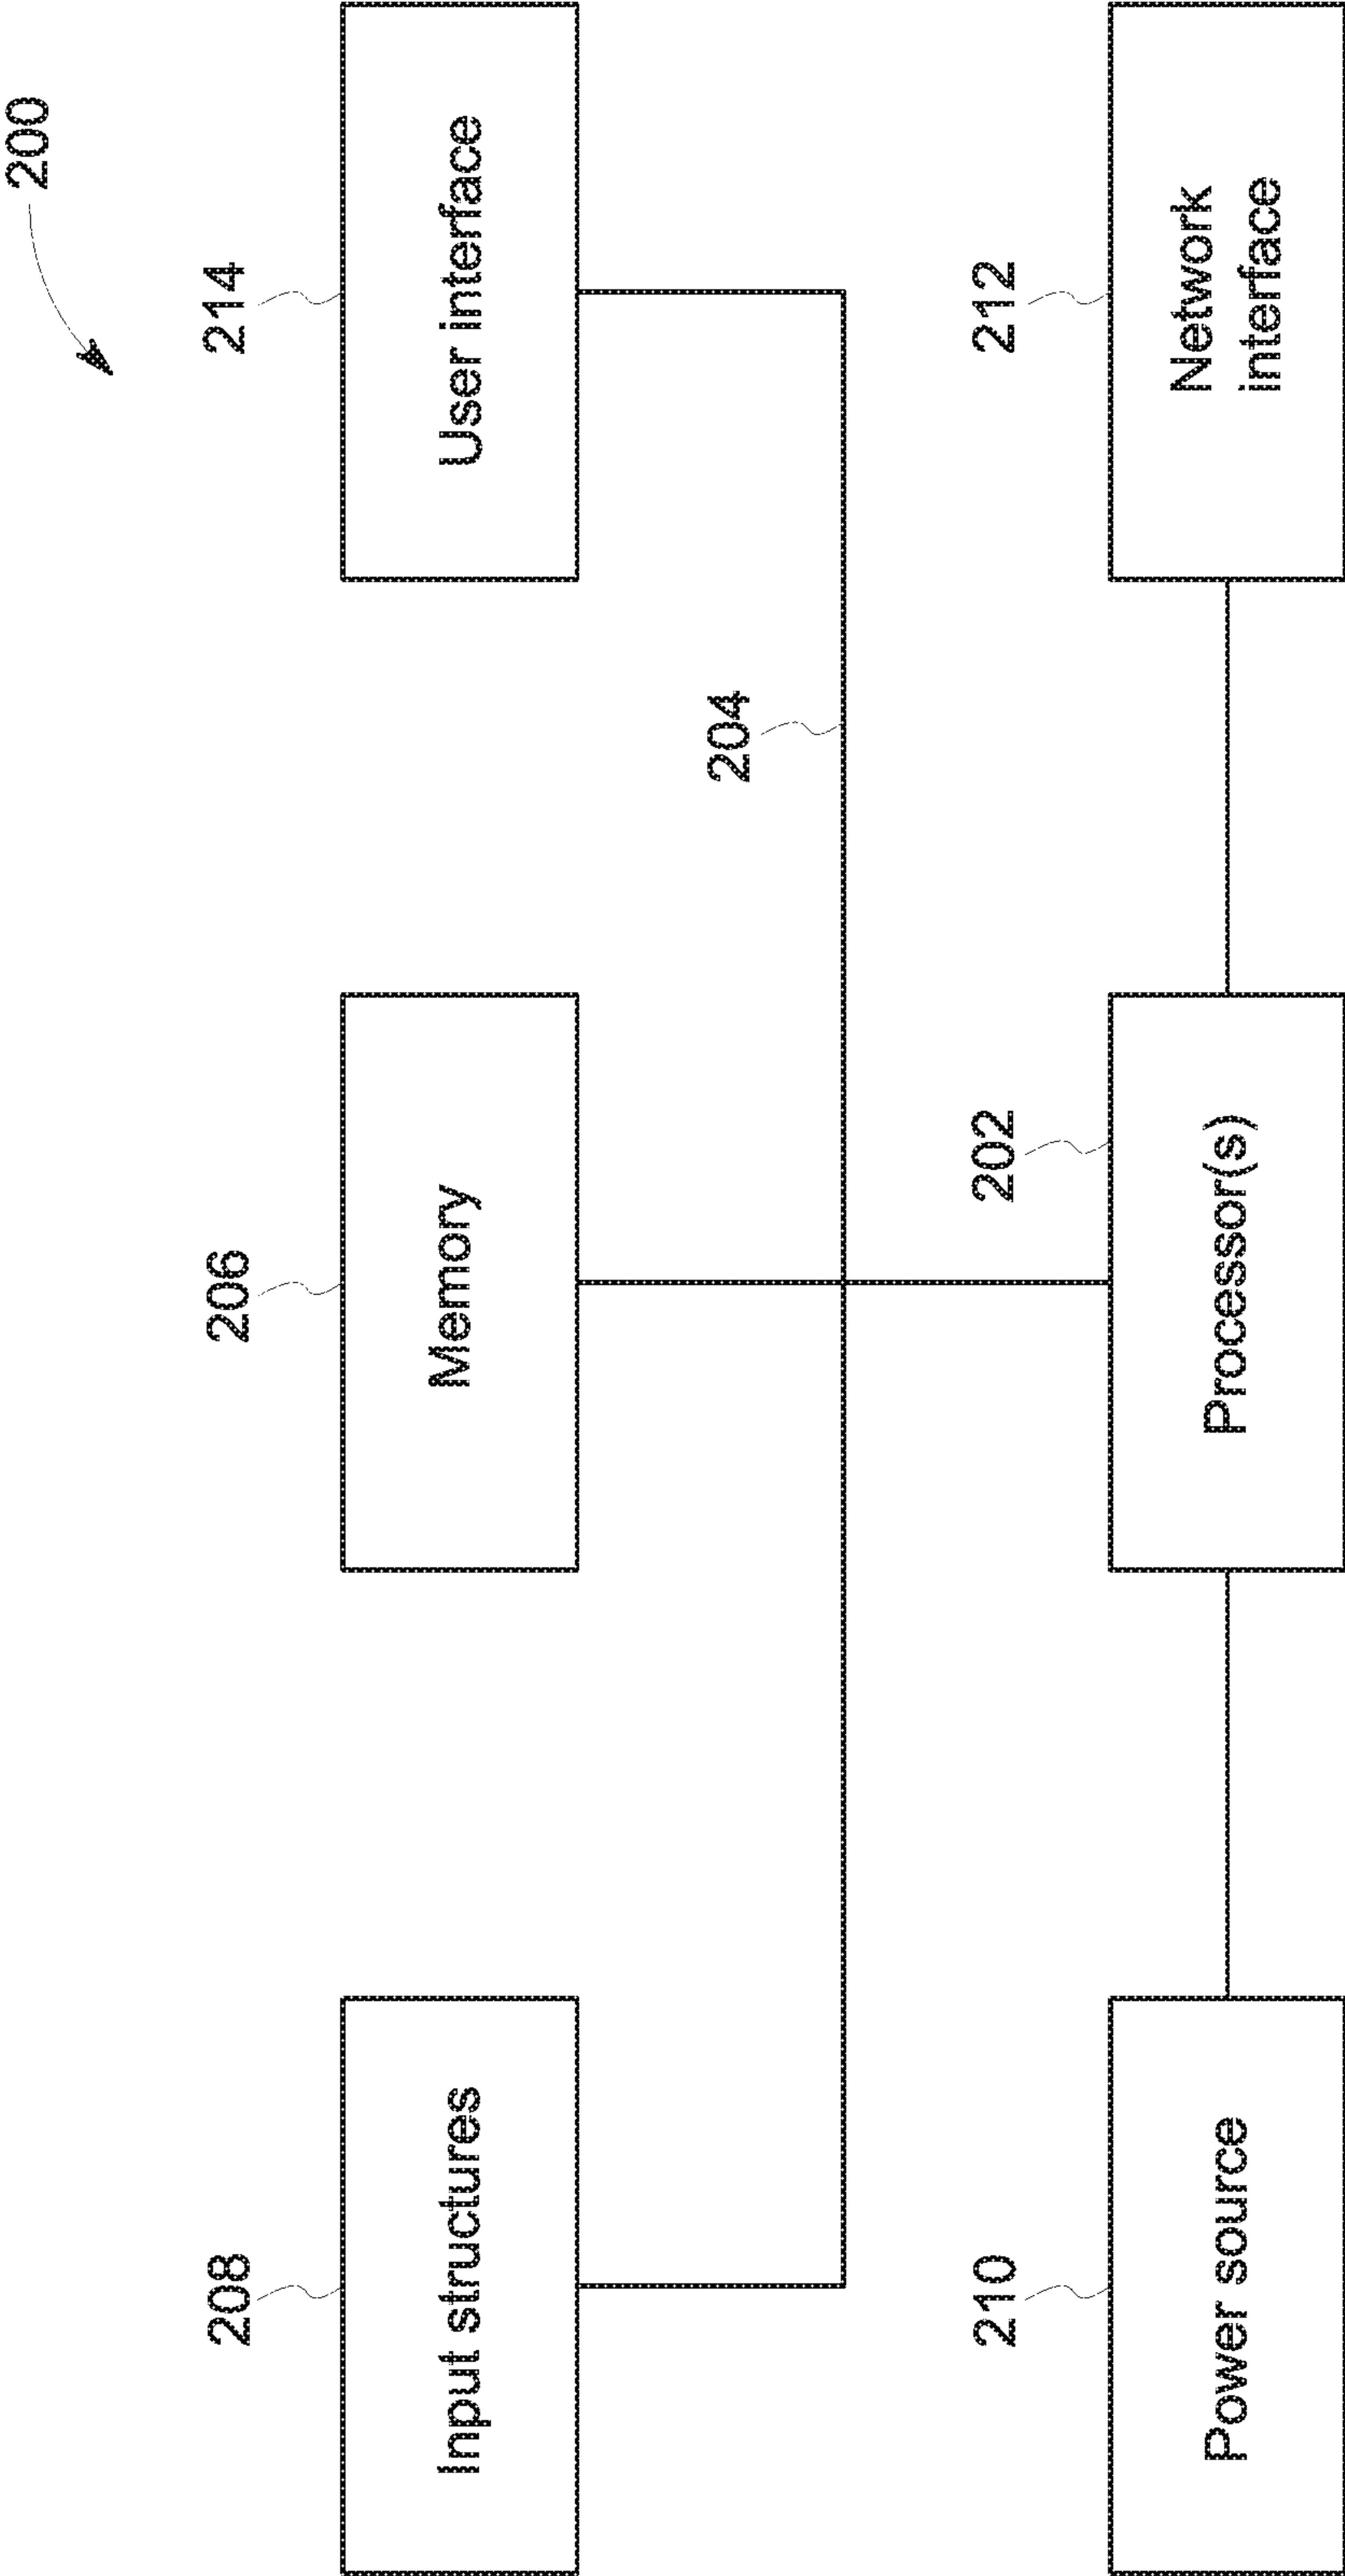 200
208
206
214
Input structures
Memory
User interface
204
210
202
212
Power source
Processor(s)
Network
interface